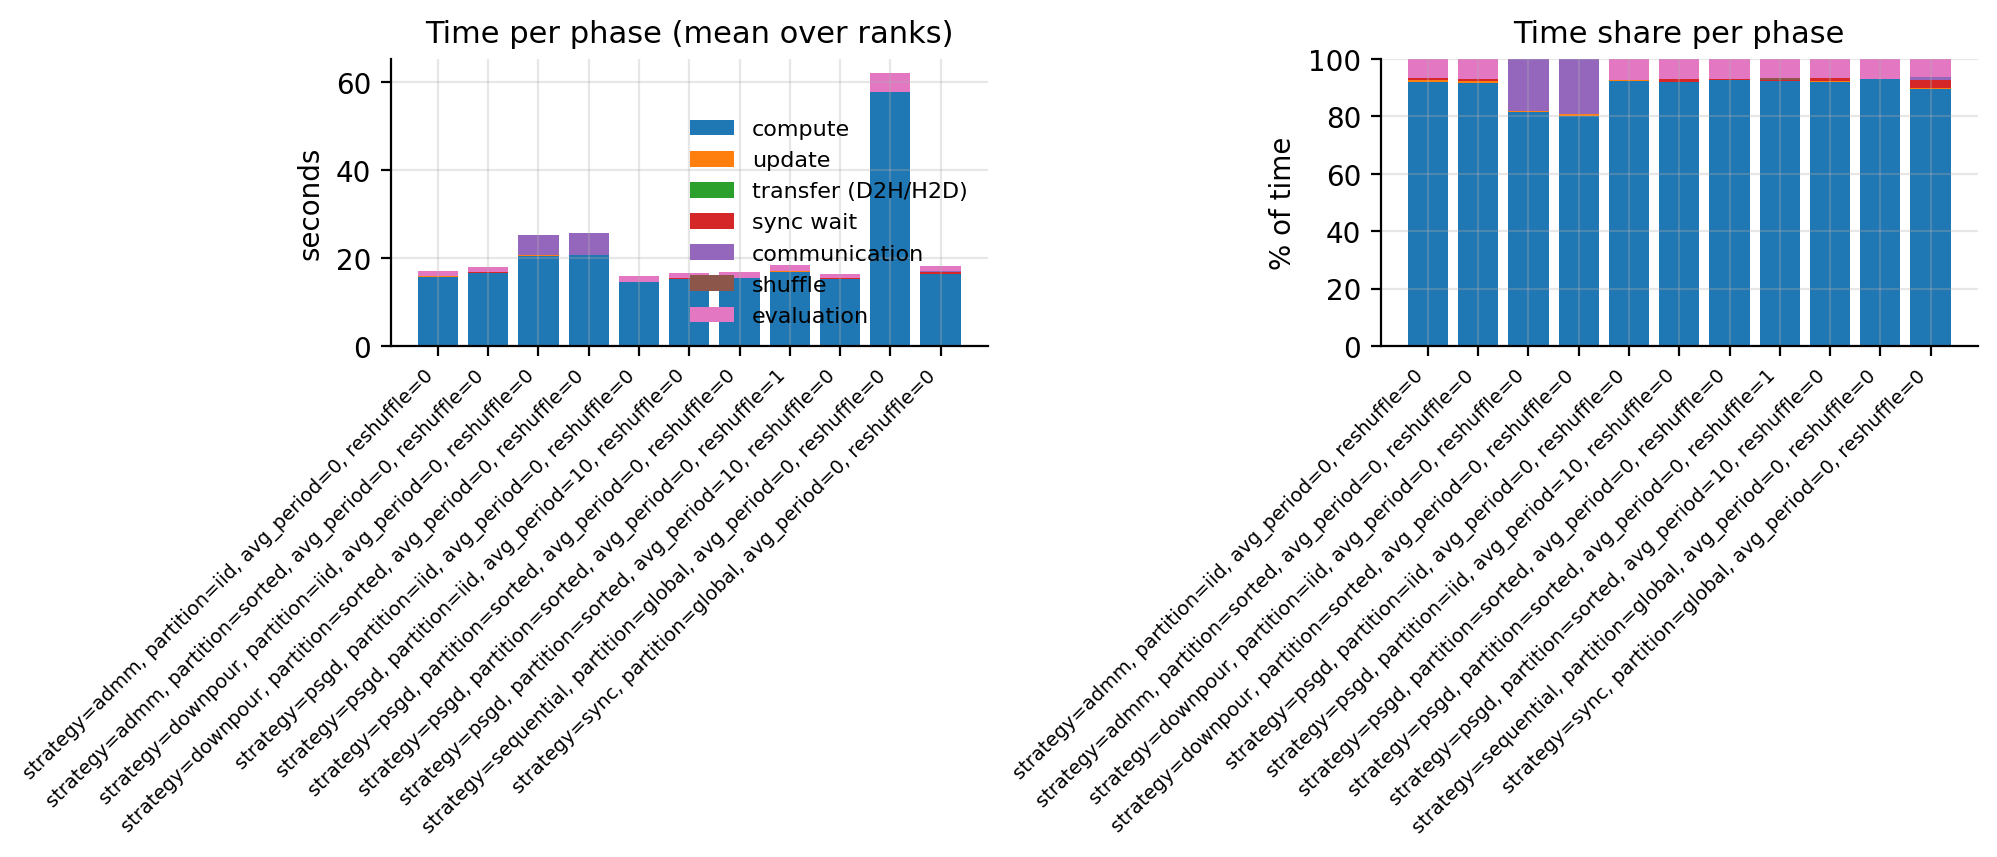 Time per phase (mean over ranks)
seconds
60
40
20
0
compute
update
transfer (D2H/H2D)
sync wait
communication
shuffle
evaluation
strategy=admm, partition=iid, avg_period=0, reshuffle=0
strategy=admm, partition=sorted, avg_period=0, reshuffle=0
strategy=downpour, partition=iid, avg_period=0, reshuffle=0
strategy=downpour, partition=sorted, avg_period=0, reshuffle=0
strategy=psgd, partition=iid, avg_period=0, reshuffle=0
strategy=psgd, partition=iid, avg_period=10, reshuffle=0
strategy=psgd, partition=sorted, avg_period=0, reshuffle=0
strategy=psgd, partition=sorted, avg_period=0, reshuffle=1
strategy=psgd, partition=sorted, avg_period=10, reshuffle=0
strategy=sequential, partition=global, avg_period=0, reshuffle=0
strategy=sync, partition=global, avg_period=0, reshuffle=0
Time share per phase
% of time
100
80
60
40
20
0
strategy=admm, partition=iid, avg_period=0, reshuffle=0
strategy=admm, partition=sorted, avg_period=0, reshuffle=0
strategy=downpour, partition=iid, avg_period=0, reshuffle=0
strategy=downpour, partition=sorted, avg_period=0, reshuffle=0
strategy=psgd, partition=iid, avg_period=0, reshuffle=0
strategy=psgd, partition=iid, avg_period=10, reshuffle=0
strategy=psgd, partition=sorted, avg_period=0, reshuffle=0
strategy=psgd, partition=sorted, avg_period=0, reshuffle=1
strategy=psgd, partition=sorted, avg_period=10, reshuffle=0
strategy=sequential, partition=global, avg_period=0, reshuffle=0
strategy=sync, partition=global, avg_period=0, reshuffle=0